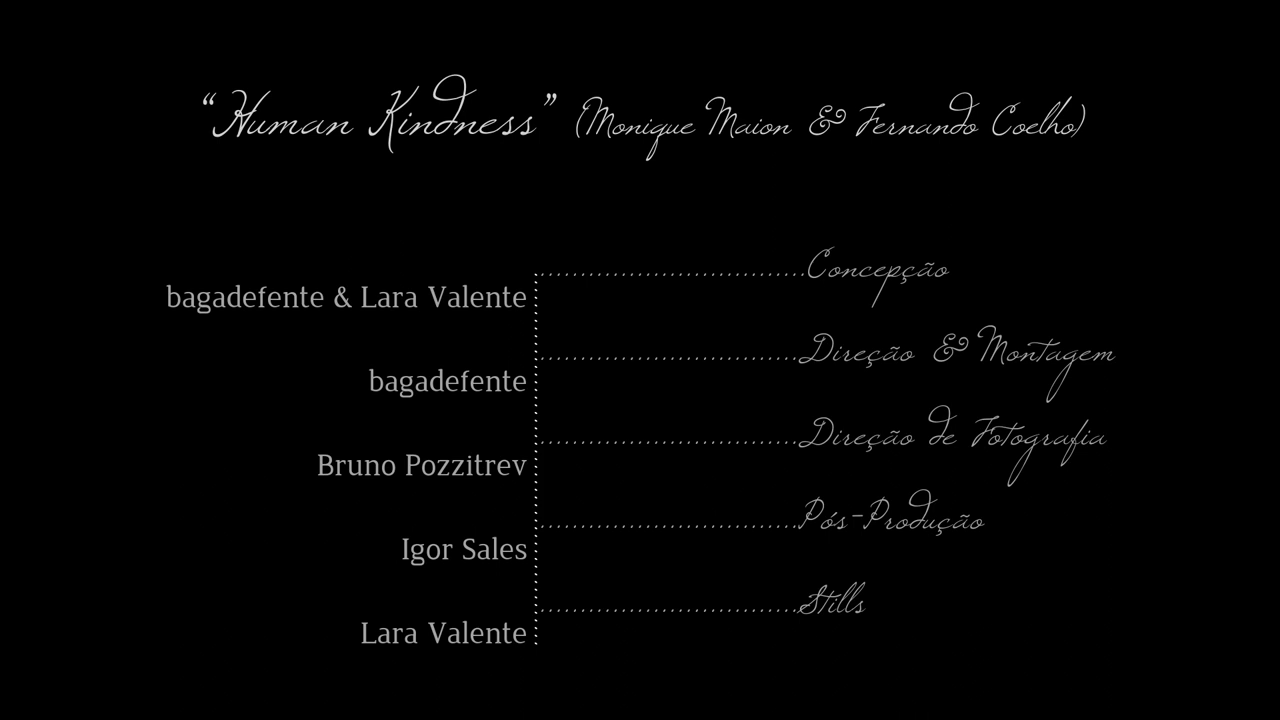 “Human Kindness” (Monique Maion & Fernando Coelho)
Concepção
bagadefente & Lara Valente
Direção & Montagem
bagadefente
Direção de Fotografia
Bruno Pozzitrev
Pós-Produção
Igor Sales
Stills
Lara Valente